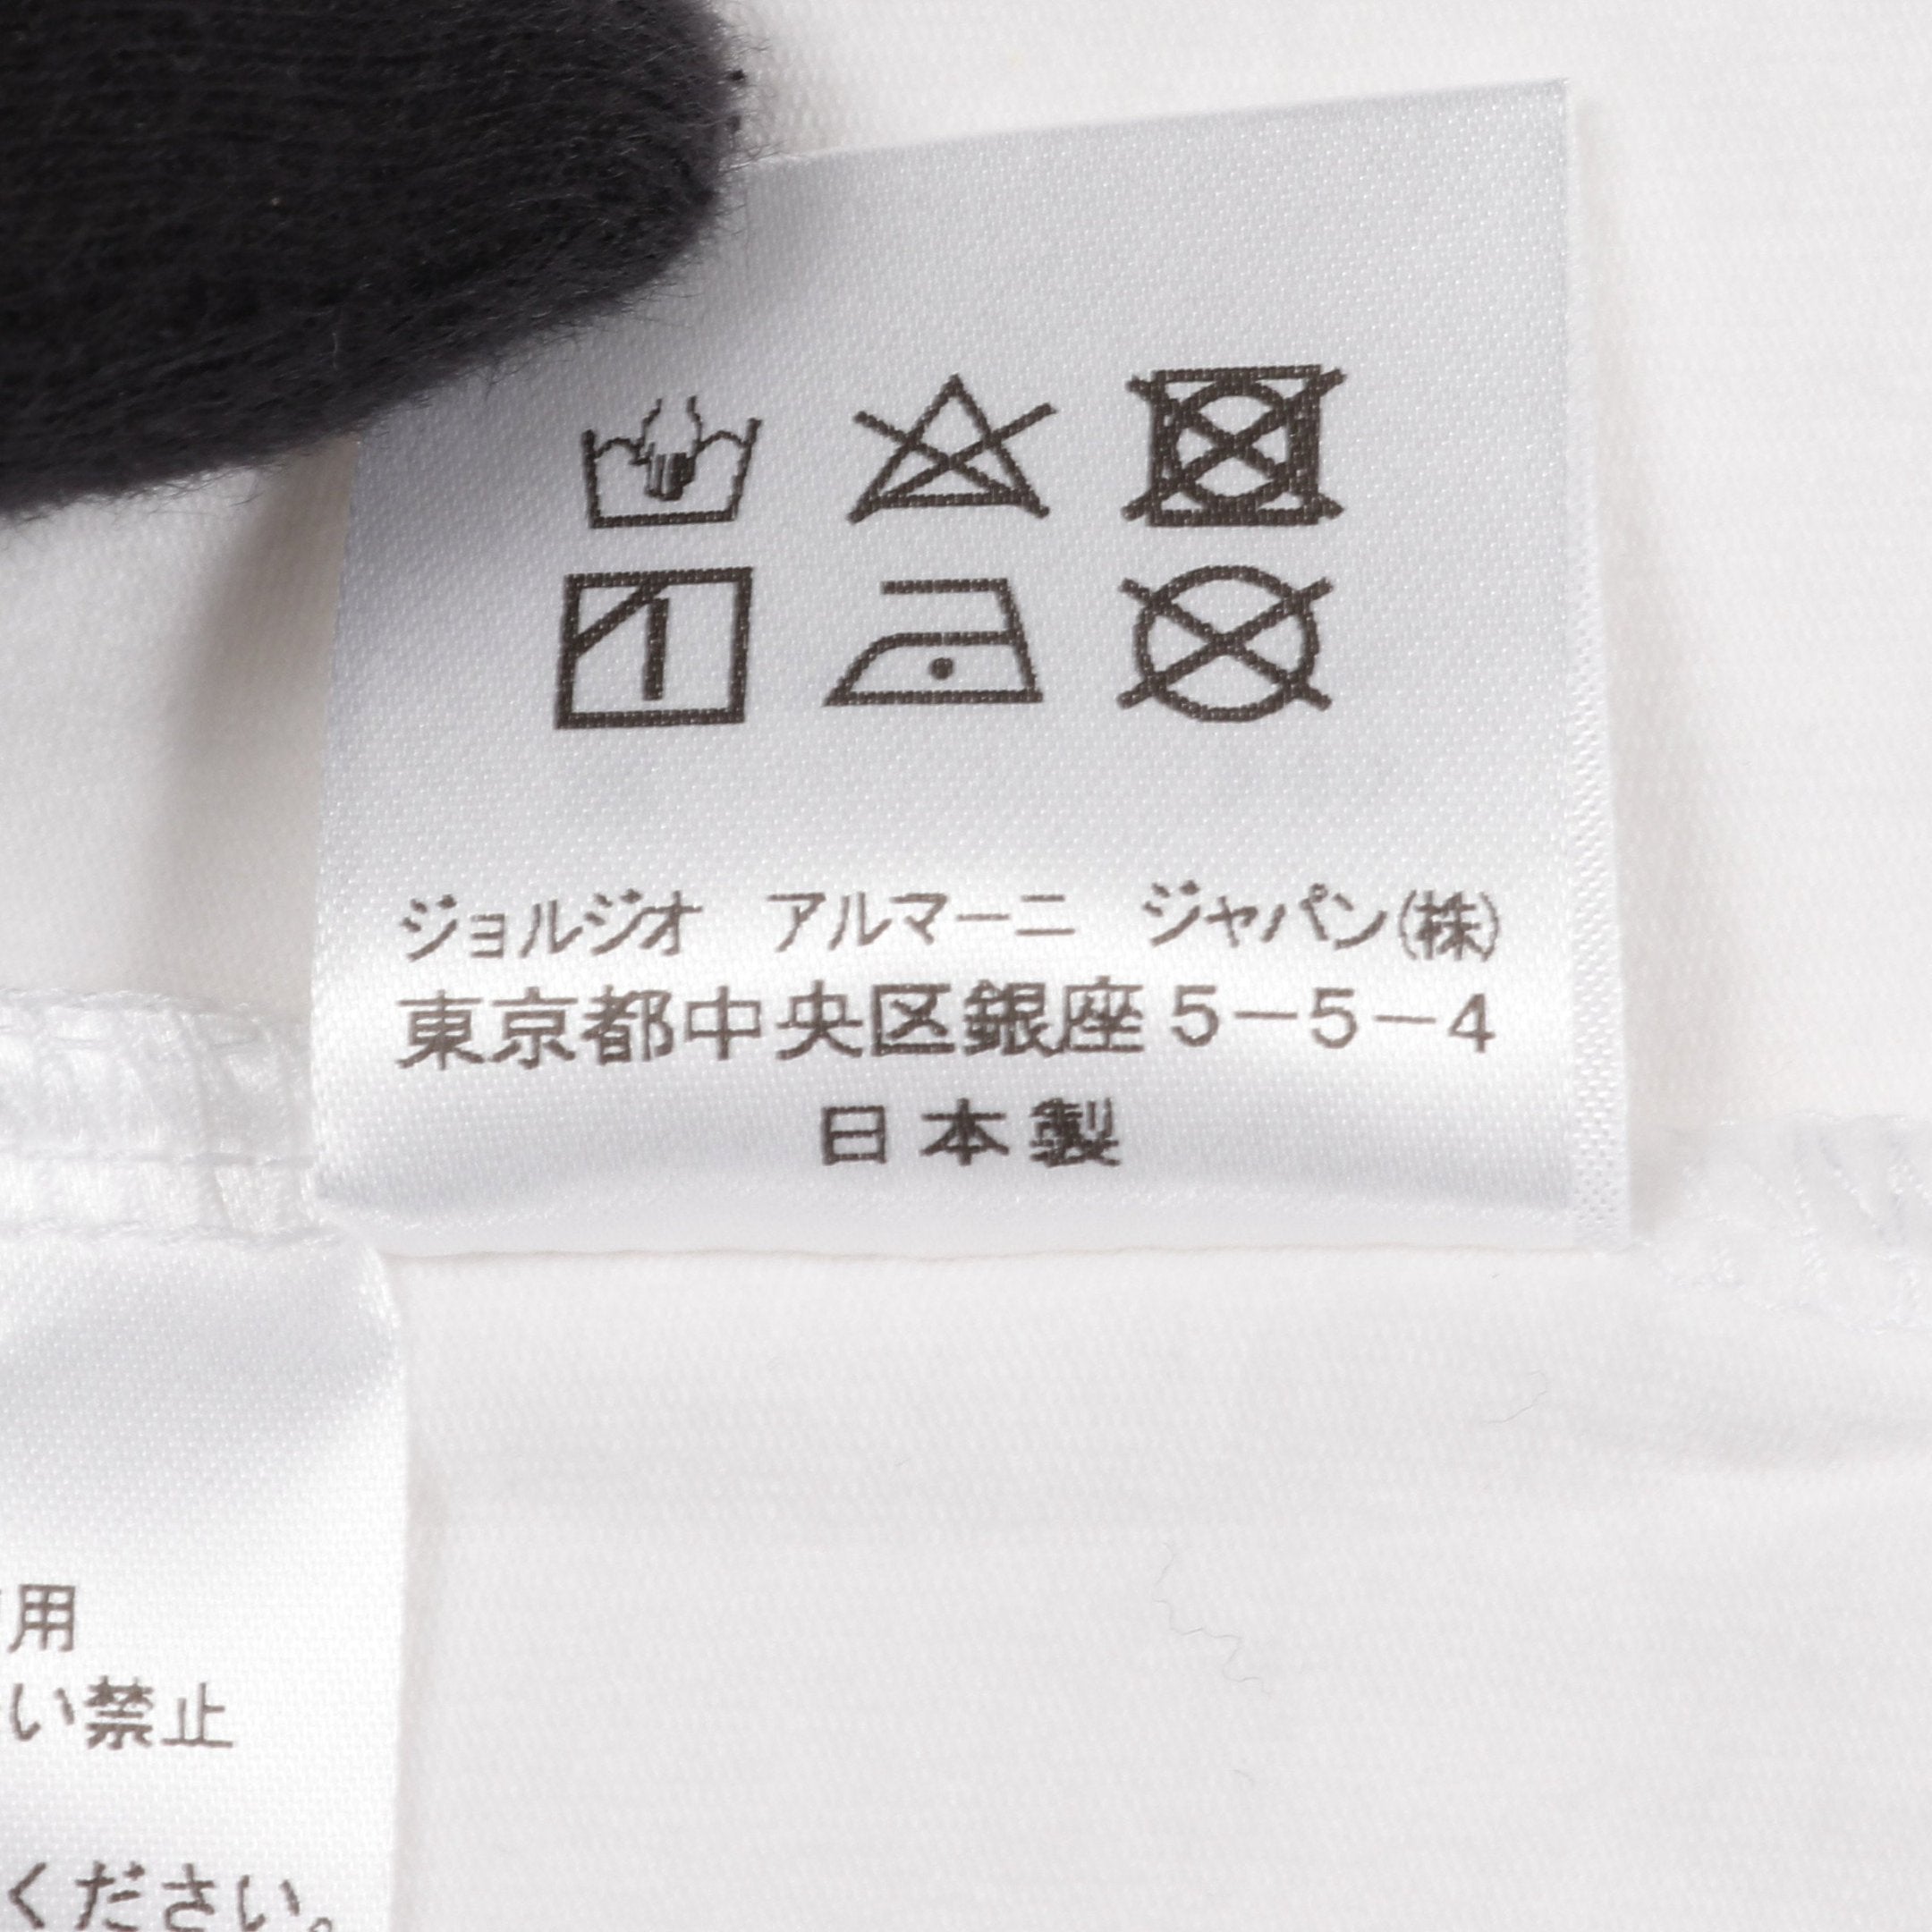 ジョルジオ アルマーニ ジャパン(株)
東京都中央区銀座5-5-4
日本製
用
い禁止
ください。